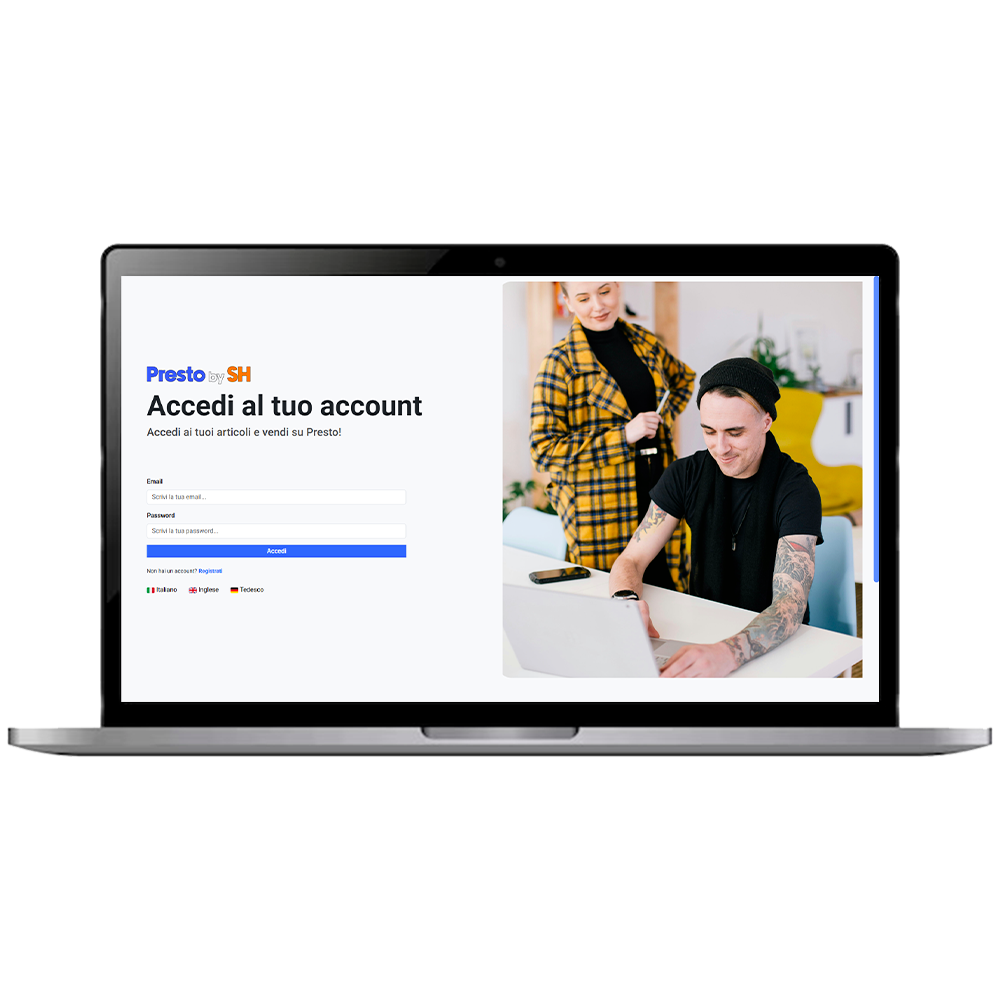 Presto by SH
Accedi al tuo account
Accedi ai tuoi articoli e vendi su Presto!
Email
Scrivi la tua email...
Password
Scrivi la tua password...
Accedi
Non hai un account? Registrati
Italiano Inglese Tedesco